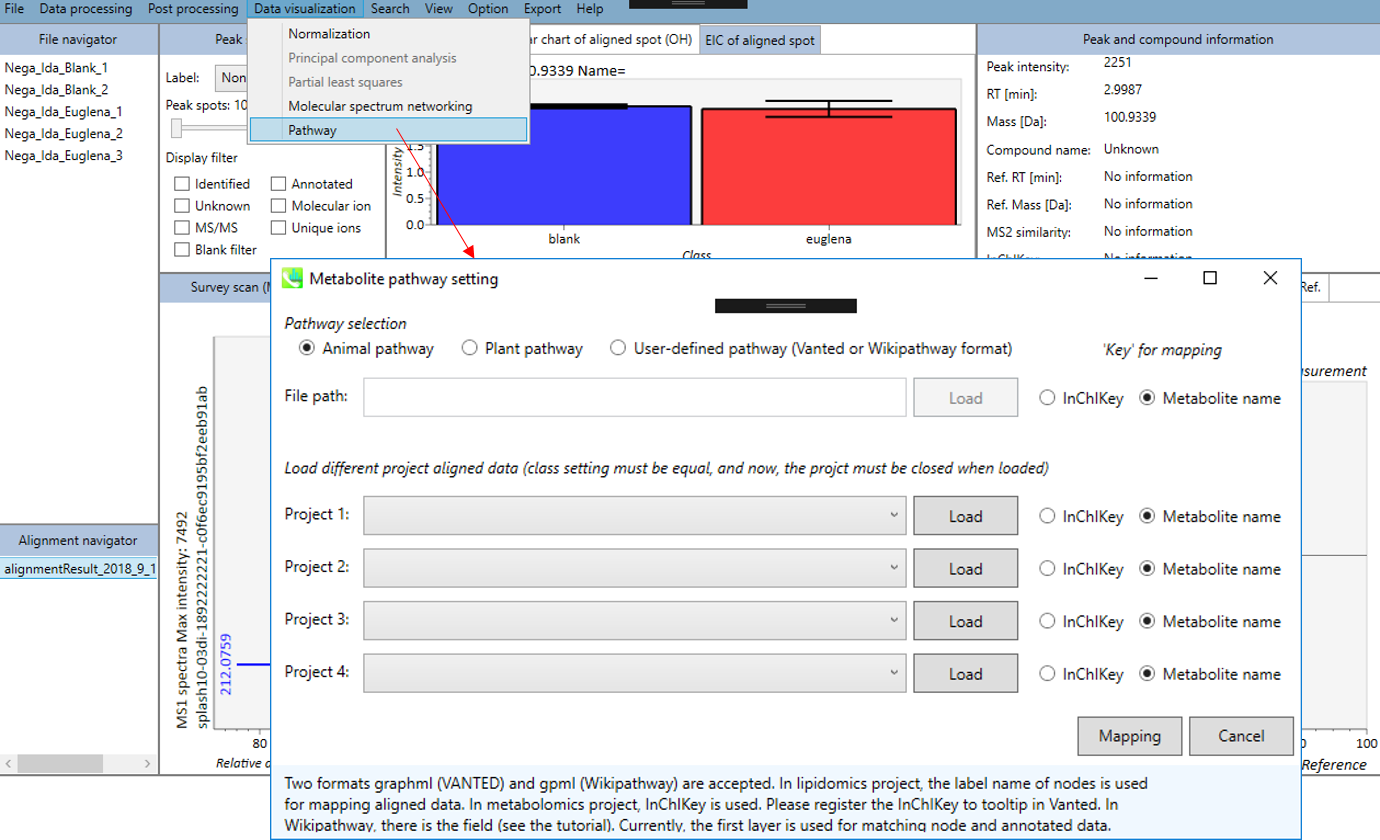 File Data processing Post processing Data visualization Search View Option Export Help
File navigator
Nega_Ida_Blank_1
Nega_Ida_Blank_2
Nega_Ida_Euglena_1
Nega_Ida_Euglena_2
Nega_Ida_Euglena_3
Alignment navigator
alignmentResult_2018_9_1
Peak
Label: Non
Peak spots: 10
Display filter
Identified Annotated
Unknown Molecular ion
MS/MS Unique ions
Blank filter
Normalization
Principal component analysis
Partial least squares
Molecular spectrum networking
Pathway
chart of aligned spot (OH) EIC of aligned spot
0.9339 Name=
Intensity
1.5
1.0
0.5
0.0
blank euglena
Class
Peak and compound information
Peak intensity: 2251
RT [min]: 2.9987
Mass [Da]: 100.9339
Compound name: Unknown
Ref. RT [min]: No information
Ref. Mass [Da]: No information
MS2 similarity: No information
InChIKey: No information
Survey scan (
MS1 spectra Max intensity: 7492
splash10-03di-1892222221-c0f6ec9195bf2eeb91ab
212.0759
80
Relative
Ref.
surement
100
Reference
Metabolite pathway setting
Pathway selection
Animal pathway Plant pathway User-defined pathway (Vanted or Wikipathway format) 'Key' for mapping
File path: Load InChIKey Metabolite name
Load different project aligned data (class setting must be equal, and now, the projct must be closed when loaded)
Project 1: Load InChIKey Metabolite name
Project 2: Load InChIKey Metabolite name
Project 3: Load InChIKey Metabolite name
Project 4: Load InChIKey Metabolite name
Mapping Cancel
Two formats graphml (VANTED) and gpml (Wikipathway) are accepted. In lipidomics project, the label name of nodes is used
for mapping aligned data. In metabolomics project, InChIKey is used. Please register the InChIKey to tooltip in Vanted. In
Wikipathway, there is the field (see the tutorial). Currently, the first layer is used for matching node and annotated data.